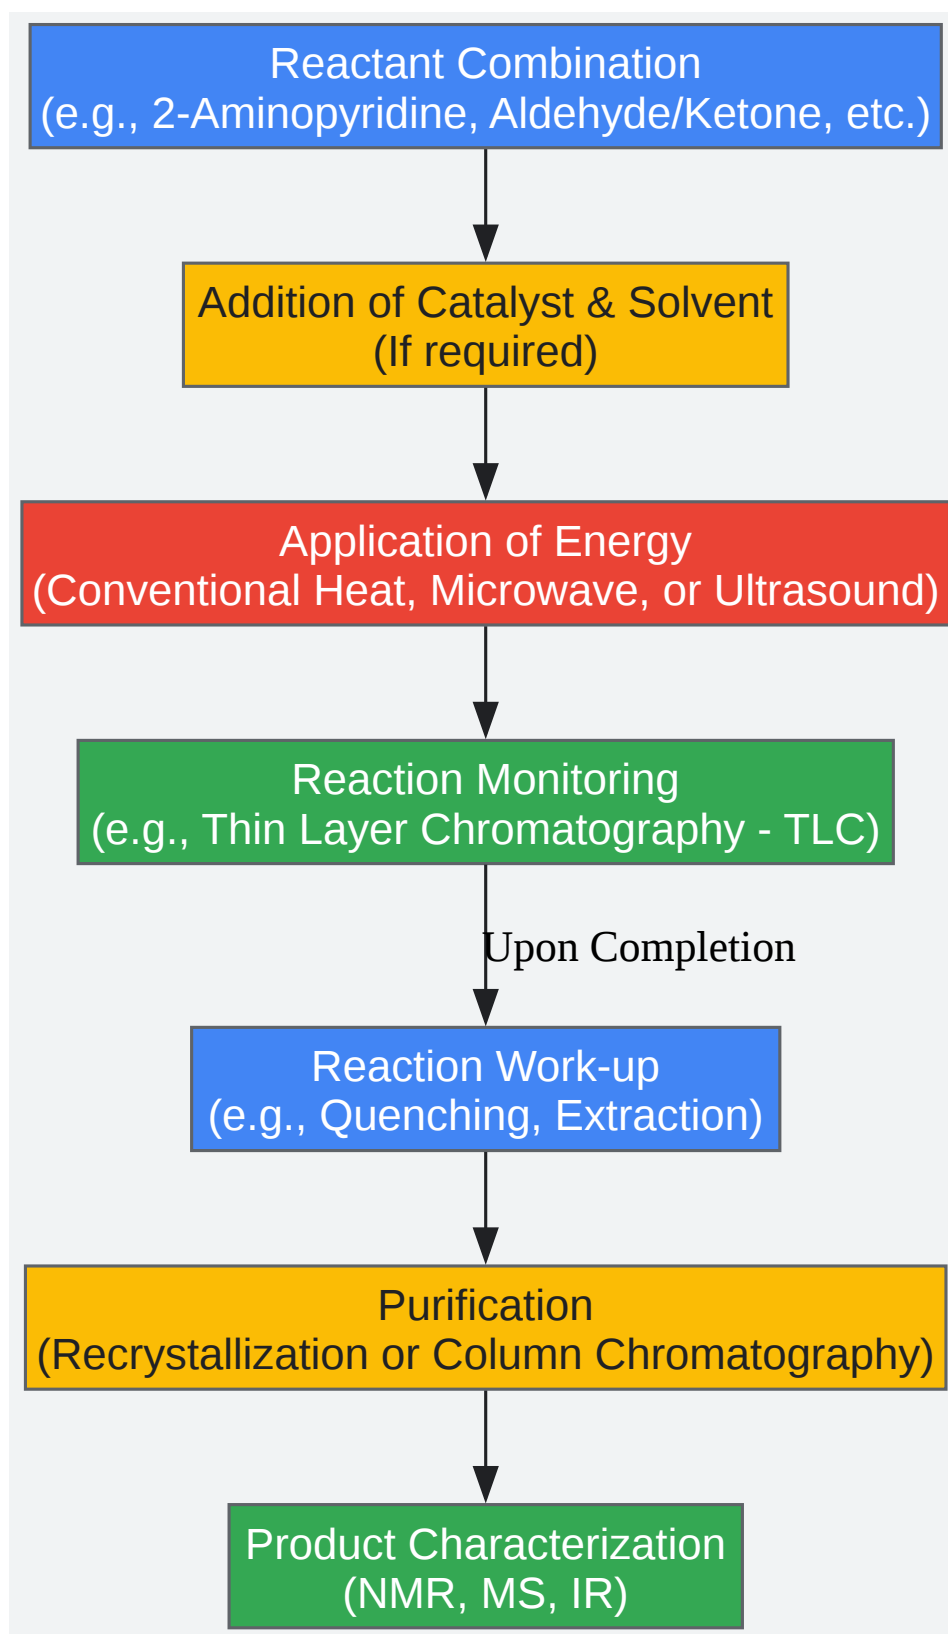 Reactant Combination
(e.g., 2-Aminopyridine, Aldehyde/Ketone, etc.)
Addition of Catalyst & Solvent
(If required)
Application of Energy
(Conventional Heat, Microwave, or Ultrasound)
Reaction Monitoring
(e.g., Thin Layer Chromatography - TLC)
Upon Completion
Reaction Work-up
(e.g., Quenching, Extraction)
Purification
(Recrystallization or Column Chromatography)
Product Characterization
(NMR, MS, IR)